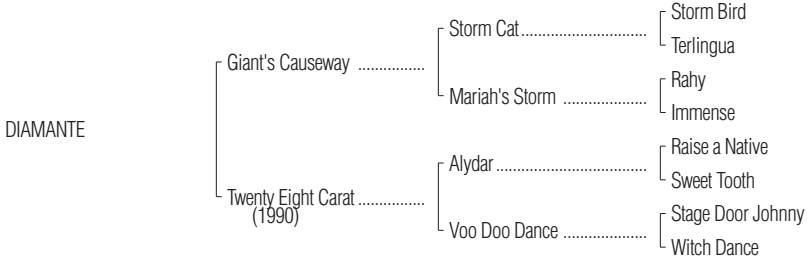 Storm Bird
Storm Cat..............................
Terlingua
Giant's Causeway ................
Rahy
Mariah's Storm ....................
Immense
DIAMANTE
Raise a Native
Alydar....................................
Sweet Tooth
Twenty Eight Carat ................
(1990)
Stage Door Johnny
Voo Doo Dance ....................
Witch Dance